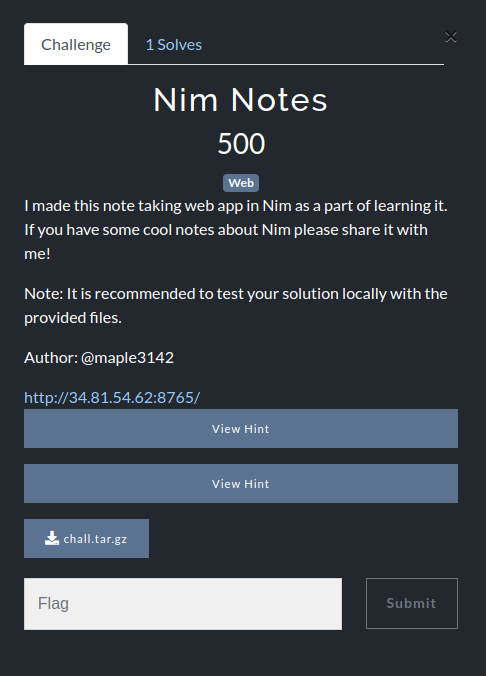 Challenge
1 Solves
×
Nim Notes
500
Web
I made this note taking web app in Nim as a part of learning it.
If you have some cool notes about Nim please share it with
me!
Note: It is recommended to test your solution locally with the
provided files.
Author: @maple3142
http://34.81.54.62:8765/
View Hint
View Hint
chall.tar.gz
Flag
Submit